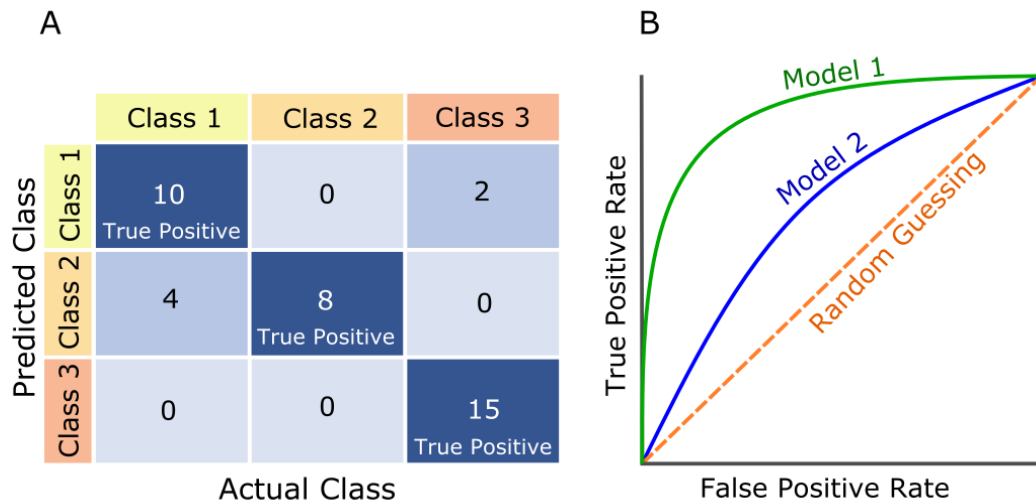 A
Class 1 Class 2 Class 3
Predicted Class
Class 1
10
True Positive
0
2
Class 2
4
8
True Positive
0
Class 3
0
0
15
True Positive
Actual Class
B
True Positive Rate
Model 1
Model 2
Random Guessing
False Positive Rate